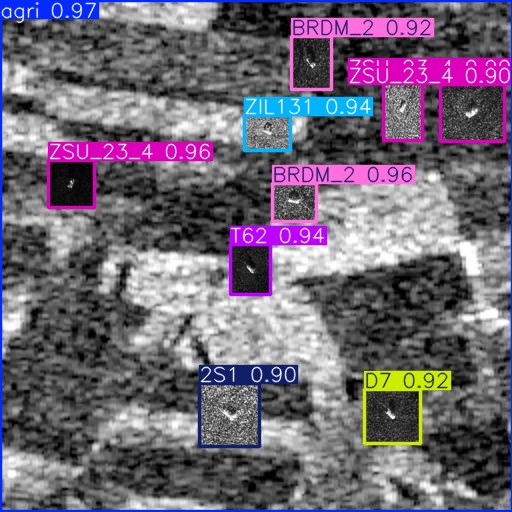 agri 0.97
BRDM_2 0.92
ZSU_23_4
ZSU_23_4 0.90
ZIL131 0.94
ZSU_23_4 0.96
BRDM_2 0.96
T62 0.94
2S1 0.90
D7 0.92